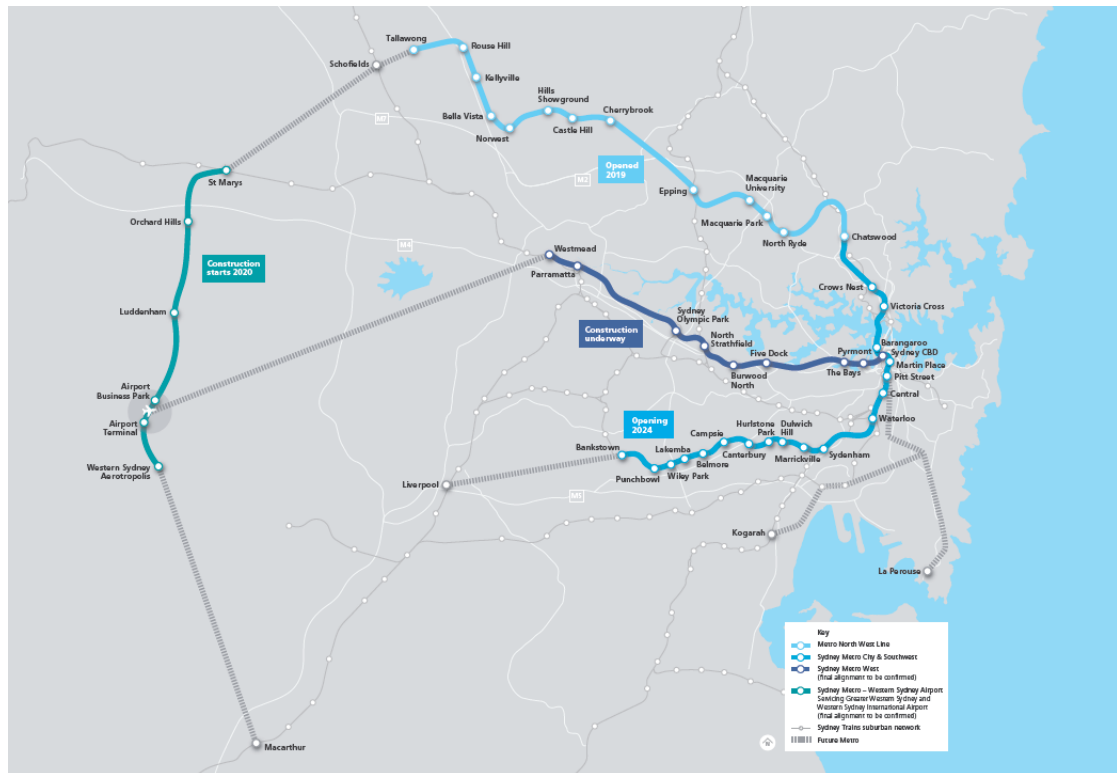 Tallawong
Rouse Hill
Schofields
Kellyville
Hills
Showground
Cherrybrook
Bella Vista
Norwest
Castle Hill
M7
Opened
2019
M2
St Marys
Epping
Macquarie
University
Macquarie Park
North Ryde
Chatswood
Orchard Hills
M4
Westmead
Parramatta
Construction
starts 2020
Crows Nest
Victoria Cross
Luddenham
Sydney
Olympic Park
Construction
underway
North
Strathfield
Five Dock
Burwood
North
Pyrmont
The Bays
Barangaroo
Sydney CBD
Martin Place
Pitt Street
Central
Waterloo
Airport
Business Park
Airport
Terminal
Western Sydney
Aerotropolis
Opening
2024
Bankstown
Punchbowl
Lakemba
Wiley Park
Campsie
Belmore
Hurlstone
Park
Canterbury
Dulwich
Hill
Marrickville
Sydenham
Liverpool
M5
Kogarah
La Perouse
Macarthur
Key
Metro North West Line
Sydney Metro City & Southwest
Sydney Metro West
(final alignment to be confirmed)
Sydney Metro – Western Sydney Airport
Servicing Greater Western Sydney and
Western Sydney International Airport
(final alignment to be confirmed)
Sydney Trains suburban network
Future Metro
N